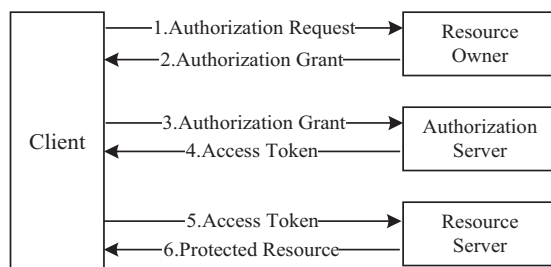 1.Authorization Request
Resource
Owner
2.Authorization Grant
Client
3.Authorization Grant
Authorization
Server
4.Access Token
5.Access Token
Resource
Server
6.Protected Resource